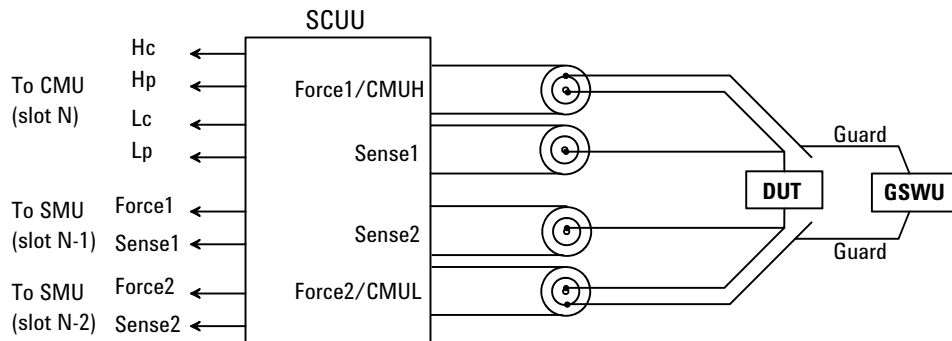 SCUU
Hc
Hp
To CMU
(slot N)
Lc
Lp
Force1/CMUH
Sense1
Guard
DUT
GSWU
To SMU
(slot N-1)
Force1
Sense1
Sense2
Guard
To SMU
(slot N-2)
Force2
Sense2
Force2/CMUL